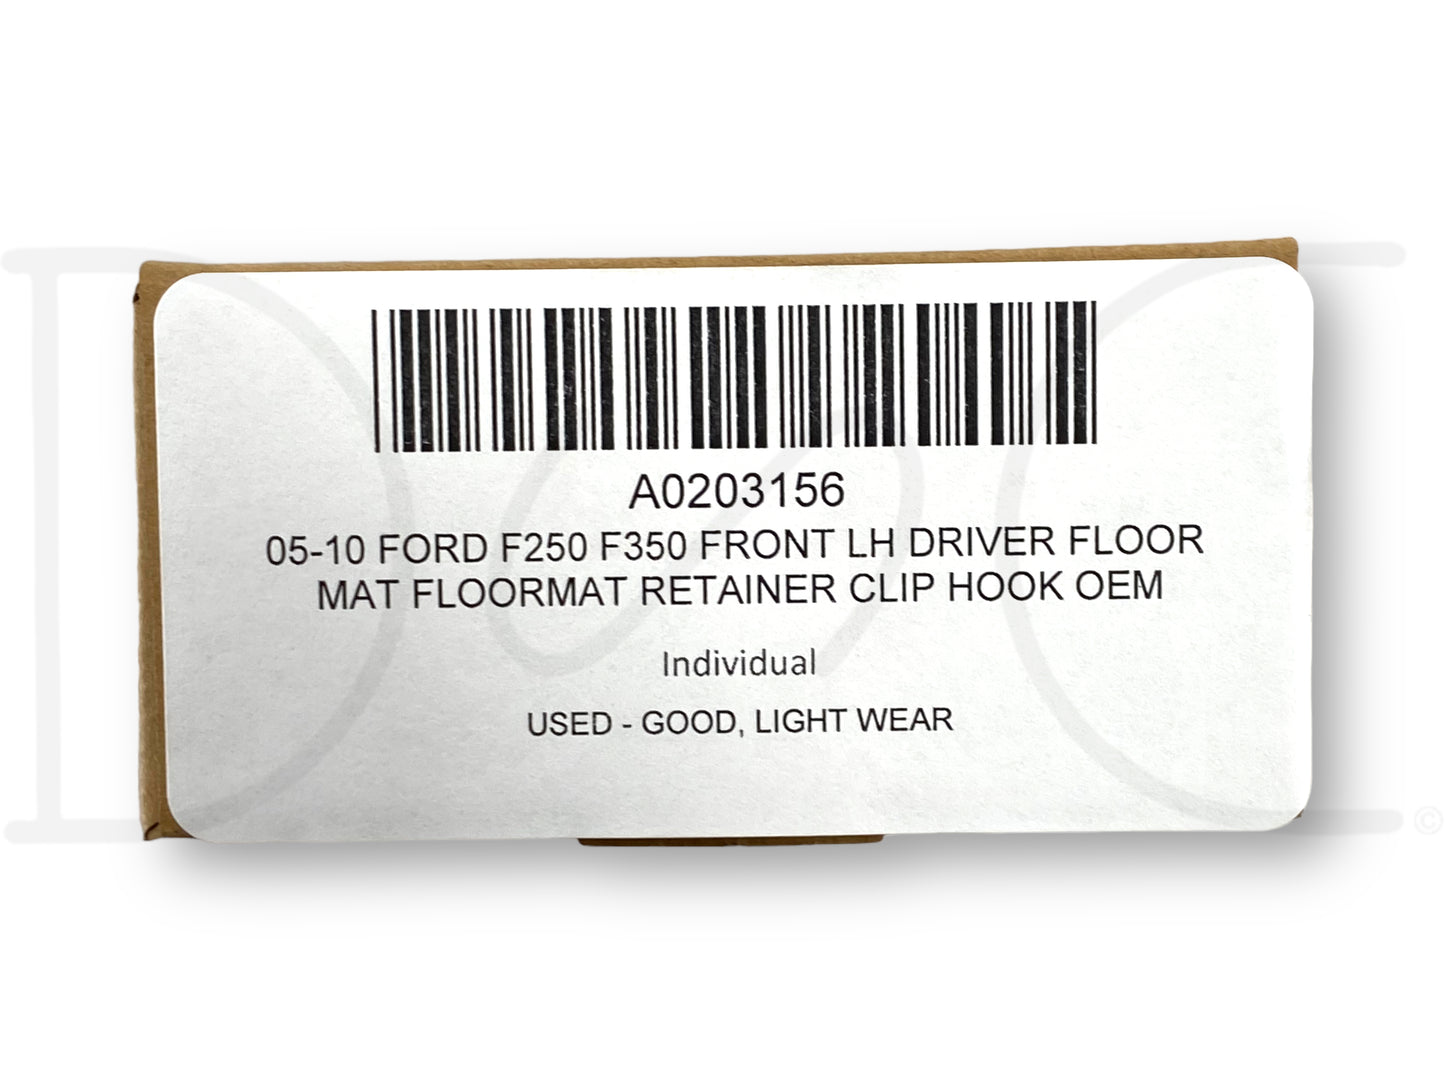 A0203156
05-10 FORD F250 F350 FRONT LH DRIVER FLOOR
MAT FLOORMAT RETAINER CLIP HOOK OEM
Individual
USED - GOOD, LIGHT WEAR
©